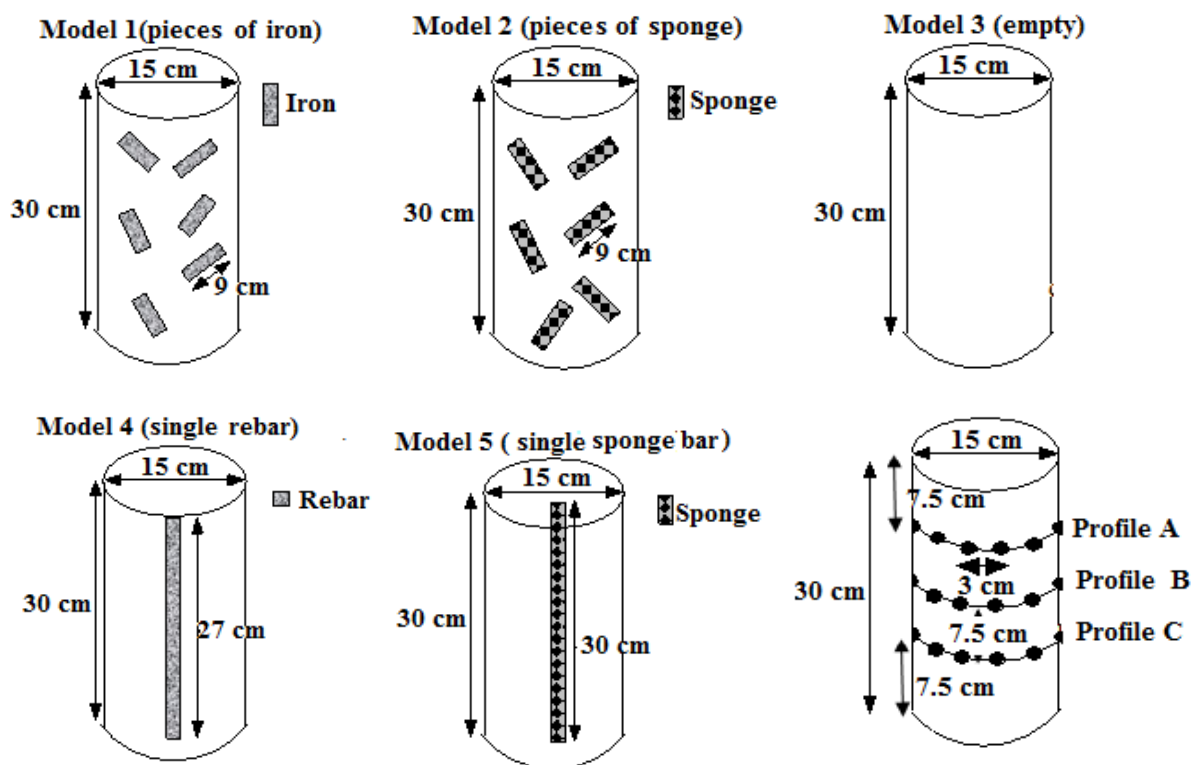 Model 1(pieces of iron)
15 cm
Iron
30 cm
9 cm
Model 2 (pieces of sponge)
15 cm
Sponge
30 cm
9 cm
Model 3 (empty)
15 cm
30 cm
Model 4 (single rebar)
15 cm
Rebar
30 cm
27 cm
Model 5 ( single sponge bar)
15 cm
Sponge
30 cm
30 cm
15 cm
7.5 cm
Profile A
3 cm
Profile B
30 cm
7.5 cm
Profile C
7.5 cm